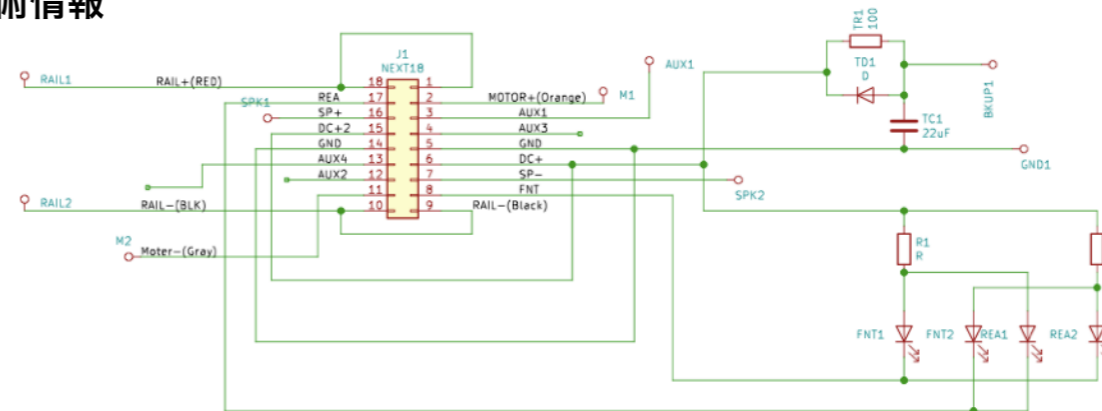 術情報
TR1
100
J1
NEXT18
AUX1
TD1
D
RAIL1
RAIL+(RED)
18
1
BKUP1
SPK1
REA
17
2
MOTOR+(Orange)
M1
SP+
16
3
AUX1
TC1
22uF
DC+2
15
4
AUX3
GND
14
5
GND
GND1
AUX4
13
6
DC+
AUX2
12
7
SP-
SPK2
11
8
FNT
RAIL2
RAIL-(BLK)
10
9
RAIL-(Black)
M2
Moter-(Gray)
R1
R
FNT1
FNT2
REA1
REA2